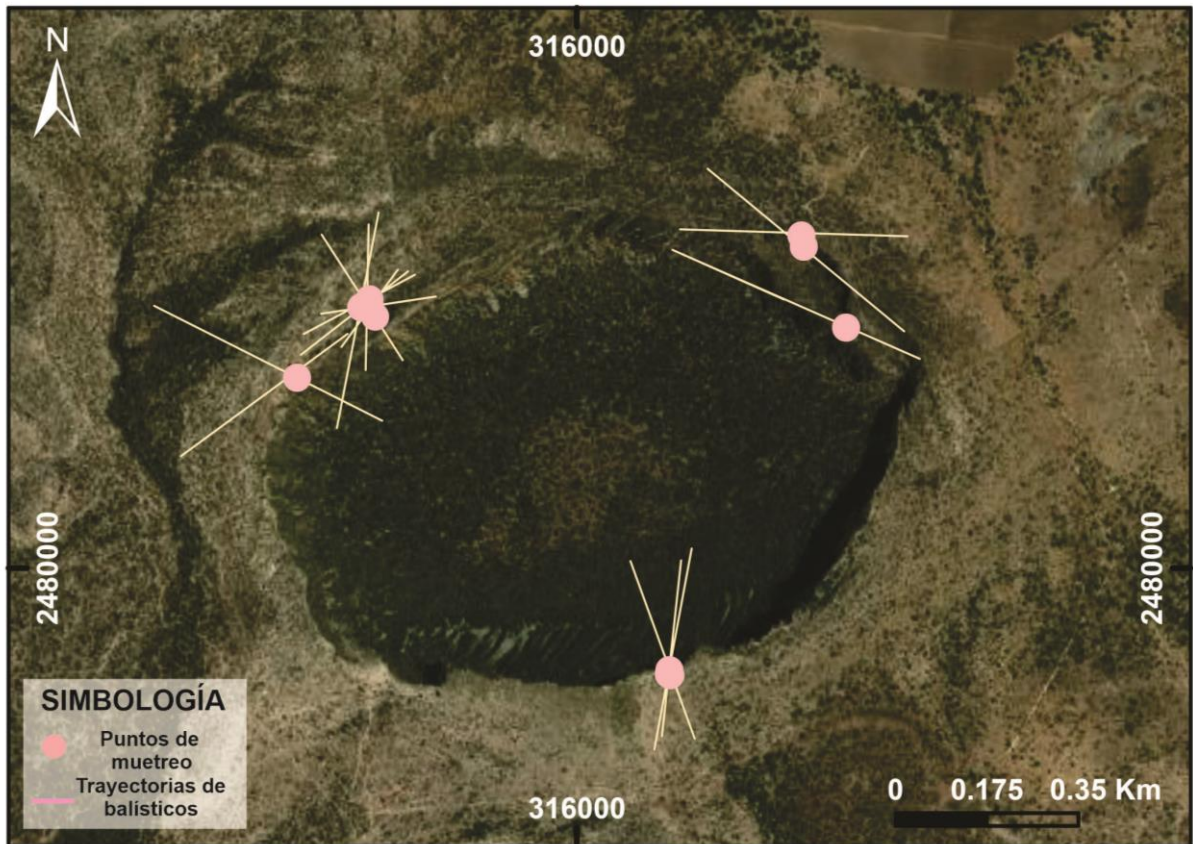 N
316000
2480000
2480000
SIMBOLOGÍA
Puntos de
muetreo
Trayectorias de
balísticos
0 0.175 0.35 Km
316000